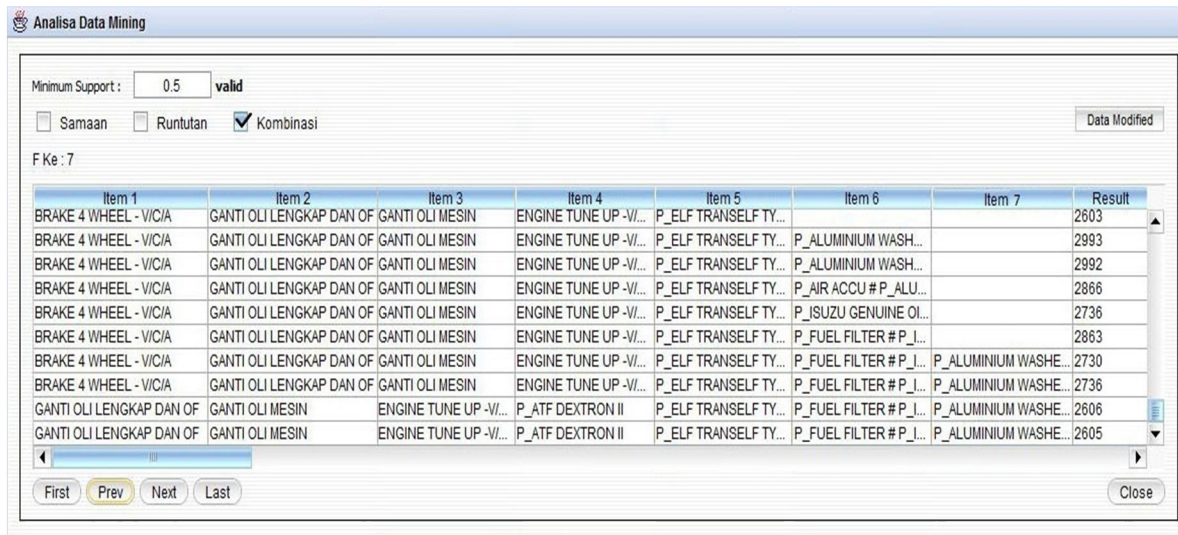 Analisa Data Mining
Minimum Support : 0.5 valid
Samaan Runtutan Kombinasi Data Modified
F Ke : 7
Item 1 Item 2 Item 3 Item 4 Item 5 Item 6 Item 7 Result
BRAKE 4 WHEEL - V/C/A GANTI OLI LENGKAP DAN OF GANTI OLI MESIN ENGINE TUNE UP -V/... P_ELF TRANSELF TY... 2603
BRAKE 4 WHEEL - V/C/A GANTI OLI LENGKAP DAN OF GANTI OLI MESIN ENGINE TUNE UP -V/... P_ELF TRANSELF TY... P_ALUMINIUM WASH... 2993
BRAKE 4 WHEEL - V/C/A GANTI OLI LENGKAP DAN OF GANTI OLI MESIN ENGINE TUNE UP -V/... P_ELF TRANSELF TY... P_ALUMINIUM WASH... 2992
BRAKE 4 WHEEL - V/C/A GANTI OLI LENGKAP DAN OF GANTI OLI MESIN ENGINE TUNE UP -V/... P_ELF TRANSELF TY... P_AIR ACCU # P_ALU... 2866
BRAKE 4 WHEEL - V/C/A GANTI OLI LENGKAP DAN OF GANTI OLI MESIN ENGINE TUNE UP -V/... P_ELF TRANSELF TY... P_ISUZU GENUINE OI... 2736
BRAKE 4 WHEEL - V/C/A GANTI OLI LENGKAP DAN OF GANTI OLI MESIN ENGINE TUNE UP -V/... P_ELF TRANSELF TY... P_FUEL FILTER # P_I... 2863
BRAKE 4 WHEEL - V/C/A GANTI OLI LENGKAP DAN OF GANTI OLI MESIN ENGINE TUNE UP -V/... P_ELF TRANSELF TY... P_FUEL FILTER # P_I... P_ALUMINIUM WASHE... 2730
BRAKE 4 WHEEL - V/C/A GANTI OLI LENGKAP DAN OF GANTI OLI MESIN ENGINE TUNE UP -V/... P_ELF TRANSELF TY... P_FUEL FILTER # P_I... P_ALUMINIUM WASHE... 2736
GANTI OLI LENGKAP DAN OF GANTI OLI MESIN ENGINE TUNE UP -V/... P_ATF DEXTRON II P_ELF TRANSELF TY... P_FUEL FILTER # P_I... P_ALUMINIUM WASHE... 2606
GANTI OLI LENGKAP DAN OF GANTI OLI MESIN ENGINE TUNE UP -V/... P_ATF DEXTRON II P_ELF TRANSELF TY... P_FUEL FILTER # P_I... P_ALUMINIUM WASHE... 2605
First Prev Next Last Close